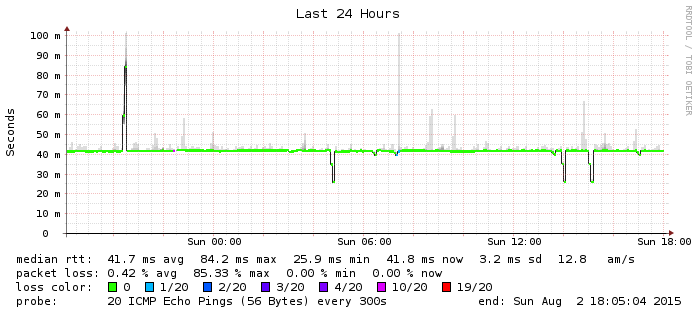 Last 24 Hours
RRDTOOL / TOBI OETIKER
Seconds
100 m
90 m
80 m
70 m
60 m
50 m
40 m
30 m
20 m
10 m
0
Sun 00:00 Sun 06:00 Sun 12:00 Sun 18:00
median rtt: 41.7 ms avg 84.2 ms max 25.9 ms min 41.8 ms now 3.2 ms sd 12.8 am/s
packet loss: 0.42 % avg 85.33 % max 0.00 % min 0.00 % now
loss color: 0 1/20 2/20 3/20 4/20 10/20 19/20
probe: 20 ICMP Echo Pings (56 Bytes) every 300s end: Sun Aug 2 18:05:04 2015